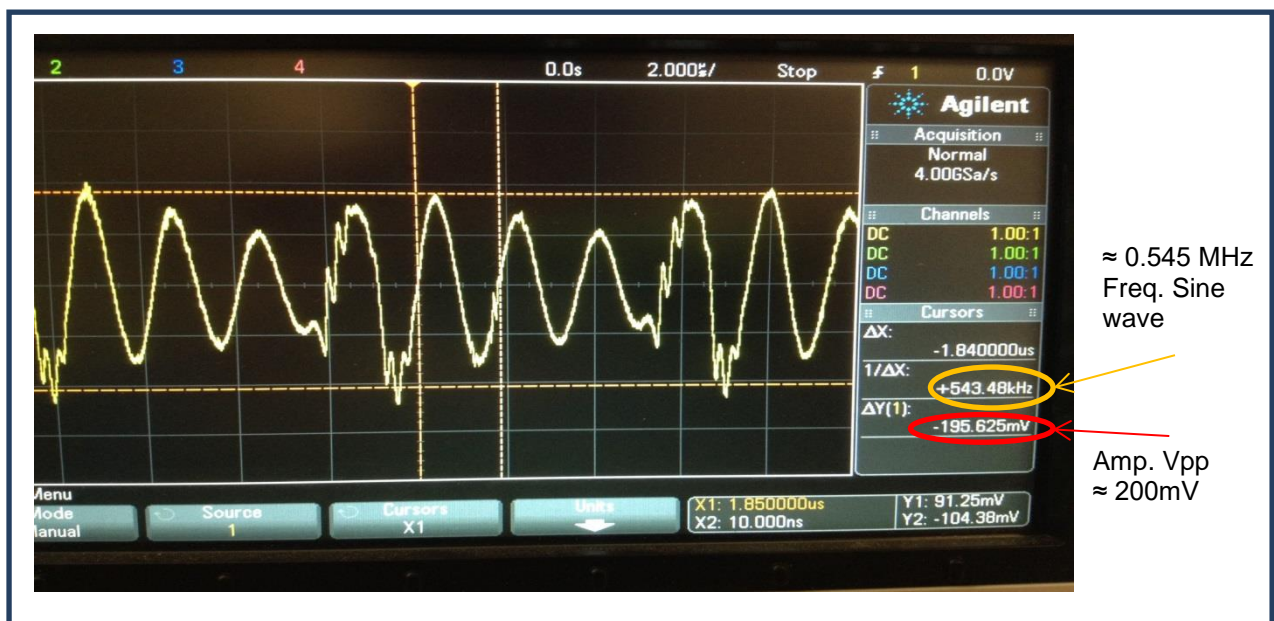 2 3 4 0.0s 2.000㎲/ Stop 1 0.0V
Agilent
Acquisition
Normal
4.00GSa/s
Channels
DC 1.00:1
DC 1.00:1
DC 1.00:1
DC 1.00:1
Cursors
ΔX:
-1.840000us
1/ΔX:
+543.48kHz
ΔY(1):
-195.625mV
≈ 0.545 MHz
Freq. Sine
wave
Amp. Vpp
≈ 200mV
Menu
Mode
Manual
Source
1
Cursors
X1
Units
X1: 1.850000us
X2: 10.000ns
Y1: 91.25mV
Y2: -104.38mV